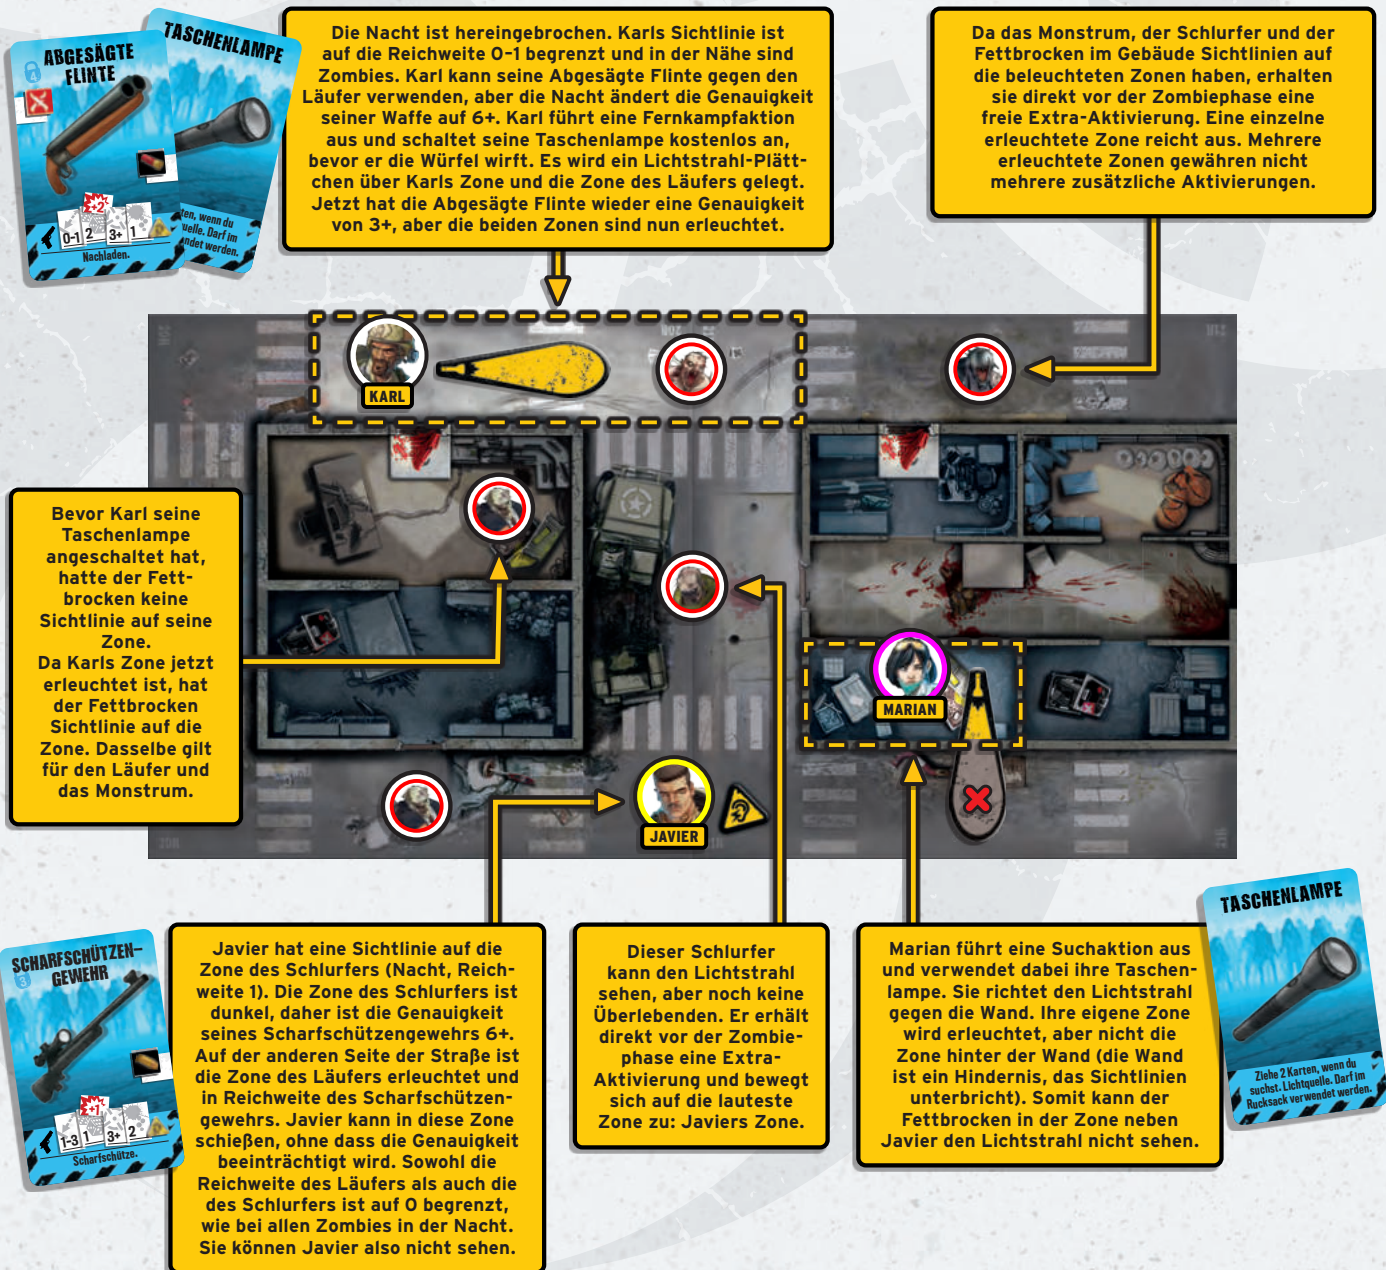 ABGESÄGTE
FLINTE
4
+2
0-1 2 3+ 1
Nachladen.
TASCHENLAMPE
ten, wenn du
quelle. Darf im
ndet werden.
Die Nacht ist hereingebrochen. Karls Sichtlinie ist
auf die Reichweite 0-1 begrenzt und in der Nähe sind
Zombies. Karl kann seine Abgesägte Flinte gegen den
Läufer verwenden, aber die Nacht ändert die Genauigkeit
seiner Waffe auf 6+. Karl führt eine Fernkampfaktion
aus und schaltet seine Taschenlampe kostenlos an,
bevor er die Würfel wirft. Es wird ein Lichtstrahl-Plätt-
chen über Karls Zone und die Zone des Läufers gelegt.
Jetzt hat die Abgesägte Flinte wieder eine Genauigkeit
von 3+, aber die beiden Zonen sind nun erleuchtet.
Da das Monstrum, der Schlurfer und der
Fettbrocken im Gebäude Sichtlinien auf
die beleuchteten Zonen haben, erhalten
sie direkt vor der Zombiephase eine
freie Extra-Aktivierung. Eine einzelne
erleuchtete Zone reicht aus. Mehrere
erleuchtete Zonen gewähren nicht
mehrere zusätzliche Aktivierungen.
KARL
Bevor Karl seine
Taschenlampe
angeschaltet hat,
hatte der Fett-
brocken keine
Sichtlinie auf seine
Zone.
Da Karls Zone jetzt
erleuchtet ist, hat
der Fettbrocken
Sichtlinie auf die
Zone. Dasselbe gilt
für den Läufer und
das Monstrum.
MARIAN
JAVIER
SCHARFSCHÜTZEN-
GEWEHR
3
+1
1-3 1 3+ 2
Scharfschütze.
Javier hat eine Sichtlinie auf die
Zone des Schlurfers (Nacht, Reich-
weite 1). Die Zone des Schlurfers ist
dunkel, daher ist die Genauigkeit
seines Scharfschützengewehrs 6+.
Auf der anderen Seite der Straße ist
die Zone des Läufers erleuchtet und
in Reichweite des Scharfschützen-
gewehrs. Javier kann in diese Zone
schießen, ohne dass die Genauigkeit
beeinträchtigt wird. Sowohl die
Reichweite des Läufers als auch die
des Schlurfers ist auf 0 begrenzt,
wie bei allen Zombies in der Nacht.
Sie können Javier also nicht sehen.
Dieser Schlurfer
kann den Lichtstrahl
sehen, aber noch keine
Überlebenden. Er erhält
direkt vor der Zombie-
phase eine Extra-
Aktivierung und bewegt
sich auf die lauteste
Zone zu: Javiers Zone.
Marian führt eine Suchaktion aus
und verwendet dabei ihre Taschen-
lampe. Sie richtet den Lichtstrahl
gegen die Wand. Ihre eigene Zone
wird erleuchtet, aber nicht die
Zone hinter der Wand (die Wand
ist ein Hindernis, das Sichtlinien
unterbricht). Somit kann der
Fettbrocken in der Zone neben
Javier den Lichtstrahl nicht sehen.
TASCHENLAMPE
Ziehe 2 Karten, wenn du
suchst. Lichtquelle. Darf im
Rucksack verwendet werden.